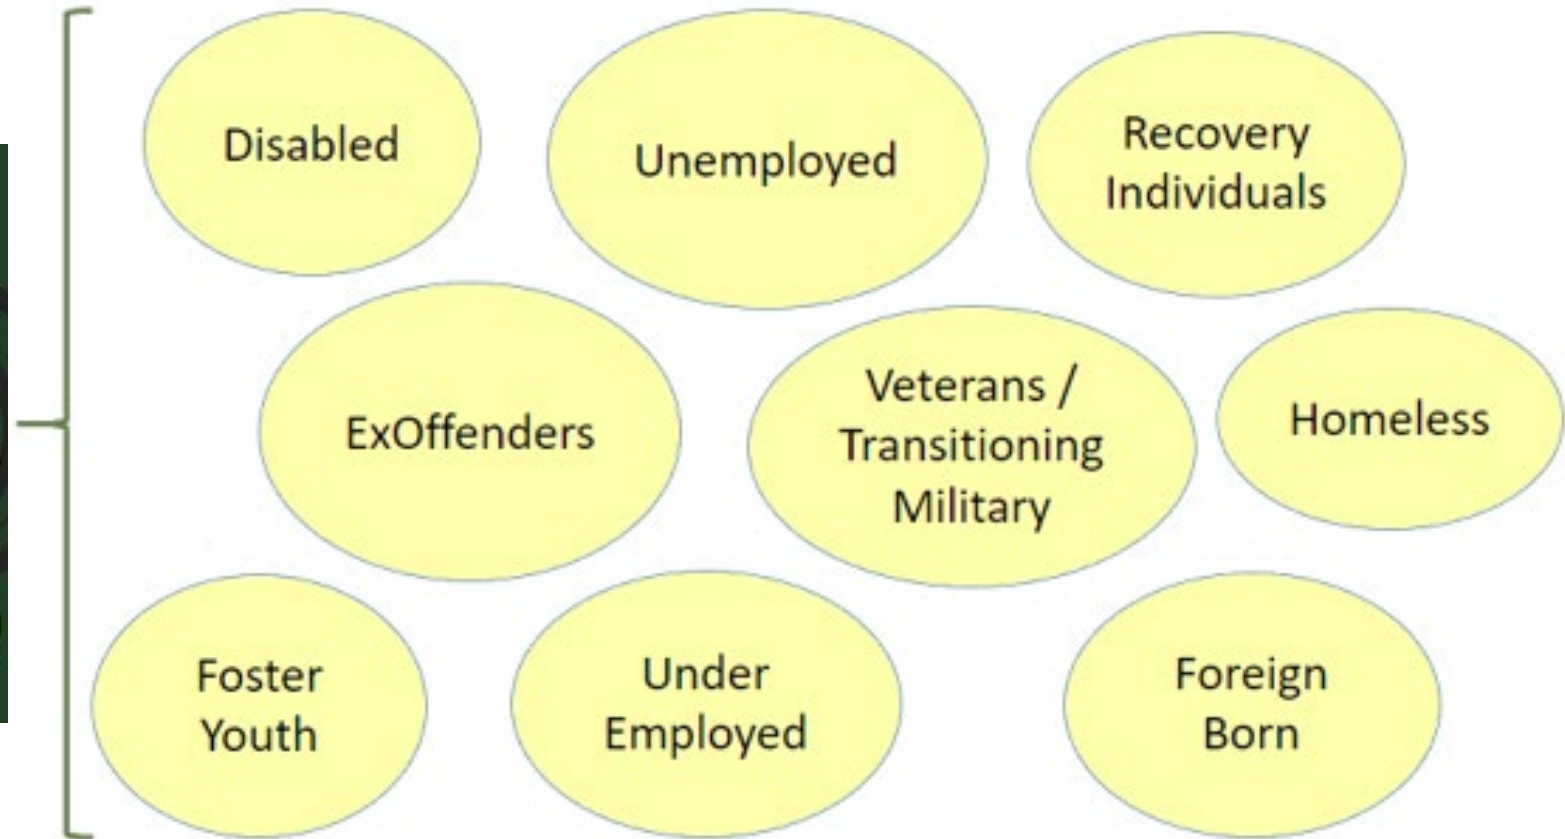 Disabled
Unemployed
Recovery
Individuals
ExOffenders
Veterans /
Transitioning
Military
Homeless
Foster
Youth
Under
Employed
Foreign
Born